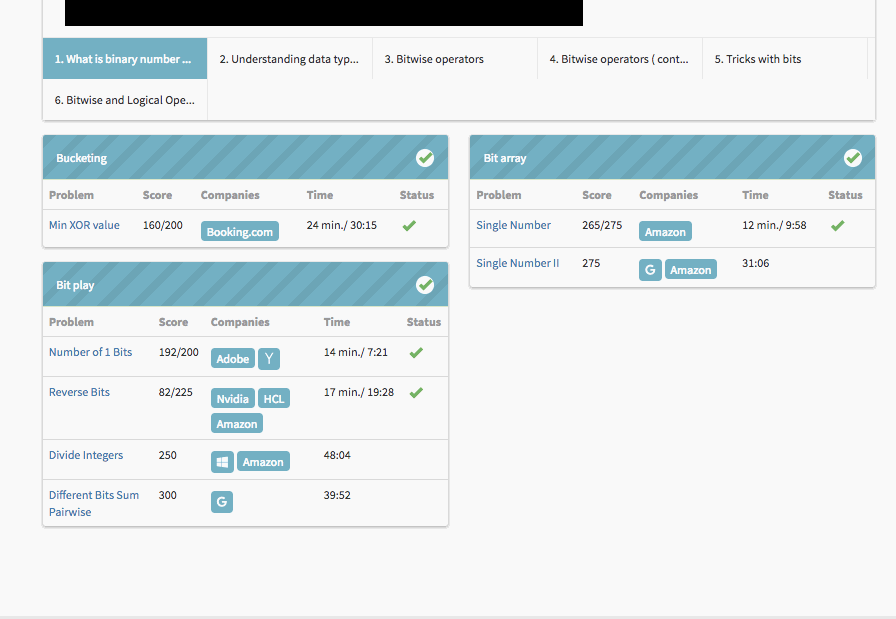 1. What is binary number ...
2. Understanding data typ...
3. Bitwise operators
4. Bitwise operators ( cont...
5. Tricks with bits
6. Bitwise and Logical Ope...
Bucketing
Problem Score Companies Time Status
Min XOR value 160/200 Booking.com 24 min./ 30:15
Bit play
Problem Score Companies Time Status
Number of 1 Bits 192/200 Adobe Y 14 min./ 7:21
Reverse Bits 82/225 Nvidia HCL 17 min./ 19:28
Amazon
Divide Integers 250 Amazon 48:04
Different Bits Sum 300 G 39:52
Pairwise
Bit array
Problem Score Companies Time Status
Single Number 265/275 Amazon 12 min./ 9:58
Single Number II 275 G Amazon 31:06